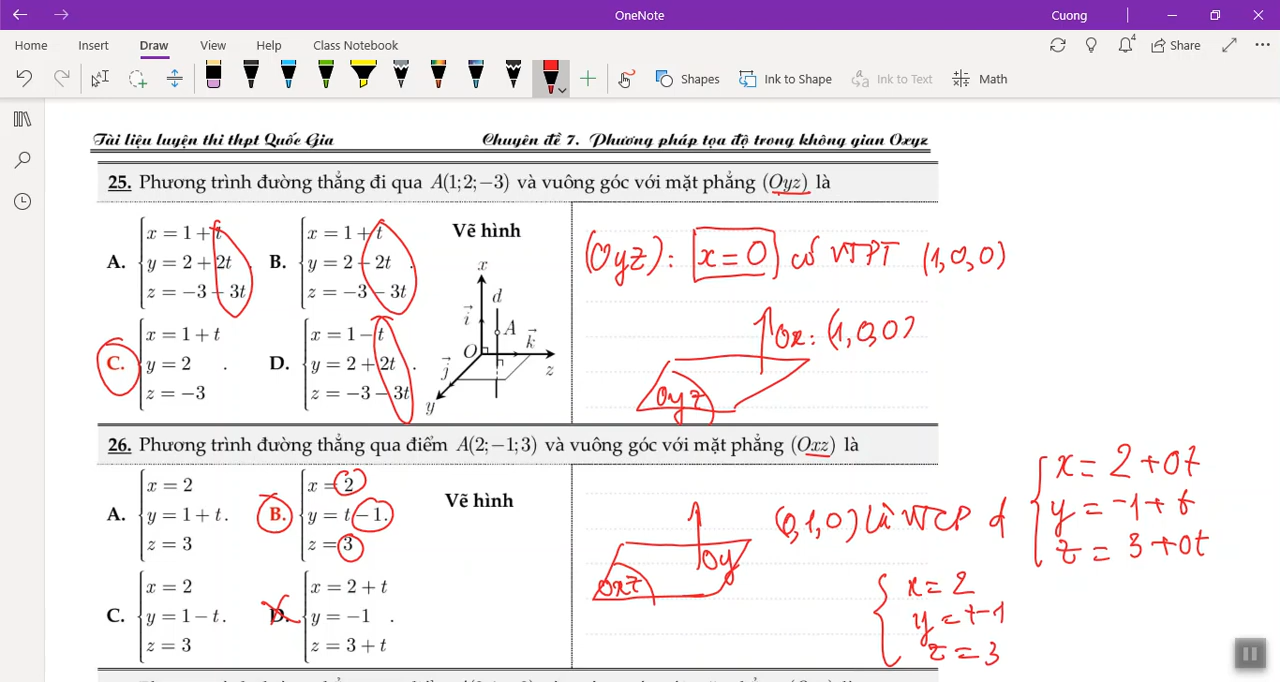 OneNote
Cuong
Home Insert Draw View Help Class Notebook
Share
Shapes
Ink to Shape
Ink to Text
Math
Tài liệu luyện thi thpt Quốc Gia
Chuyên đề 7. Phương pháp tọa độ trong không gian Oxyz
25. Phương trình đường thẳng đi qua A(1;2;−3) và vuông góc với mặt phẳng (Oyz) là
A. x = 1 + t
y = 2 + 2t
z = −3 − 3t
B. x = 1 + t
y = 2 − 2t
z = −3 − 3t
Vẽ hình
x
d
i
A
O
k
j
z
y
C. x = 1 + t
y = 2
z = −3
D. x = 1 − t
y = 2 + 2t
z = −3 − 3t
(Oyz): x = 0 có VTPT (1,0,0)
Ox: (1,0,0)
Oyz
26. Phương trình đường thẳng qua điểm A(2;−1;3) và vuông góc với mặt phẳng (Oxz) là
A. x = 2
y = 1 + t.
z = 3
B. x = 2
y = t − 1.
z = 3
Vẽ hình
C. x = 2
y = 1 − t.
z = 3
D. x = 2 + t
y = −1
z = 3 + t
Oxz
Oy
(0,1,0) là VTCP d
x = 2 + 0t
y = −1 + t
z = 3 + 0t
x = 2
y = t − 1
z = 3